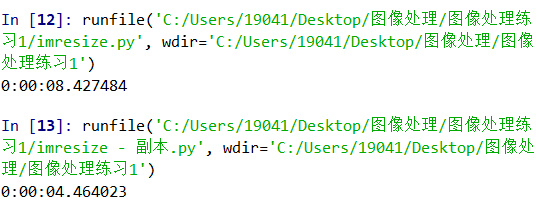 In [12]: runfile('C:/Users/19041/Desktop/图像处理/图像处理练
习1/imresize.py', wdir='C:/Users/19041/Desktop/图像处理/图像
处理练习1')
0:00:08.427484
In [13]: runfile('C:/Users/19041/Desktop/图像处理/图像处理练
习1/imresize - 副本.py', wdir='C:/Users/19041/Desktop/图像处
理/图像处理练习1')
0:00:04.464023